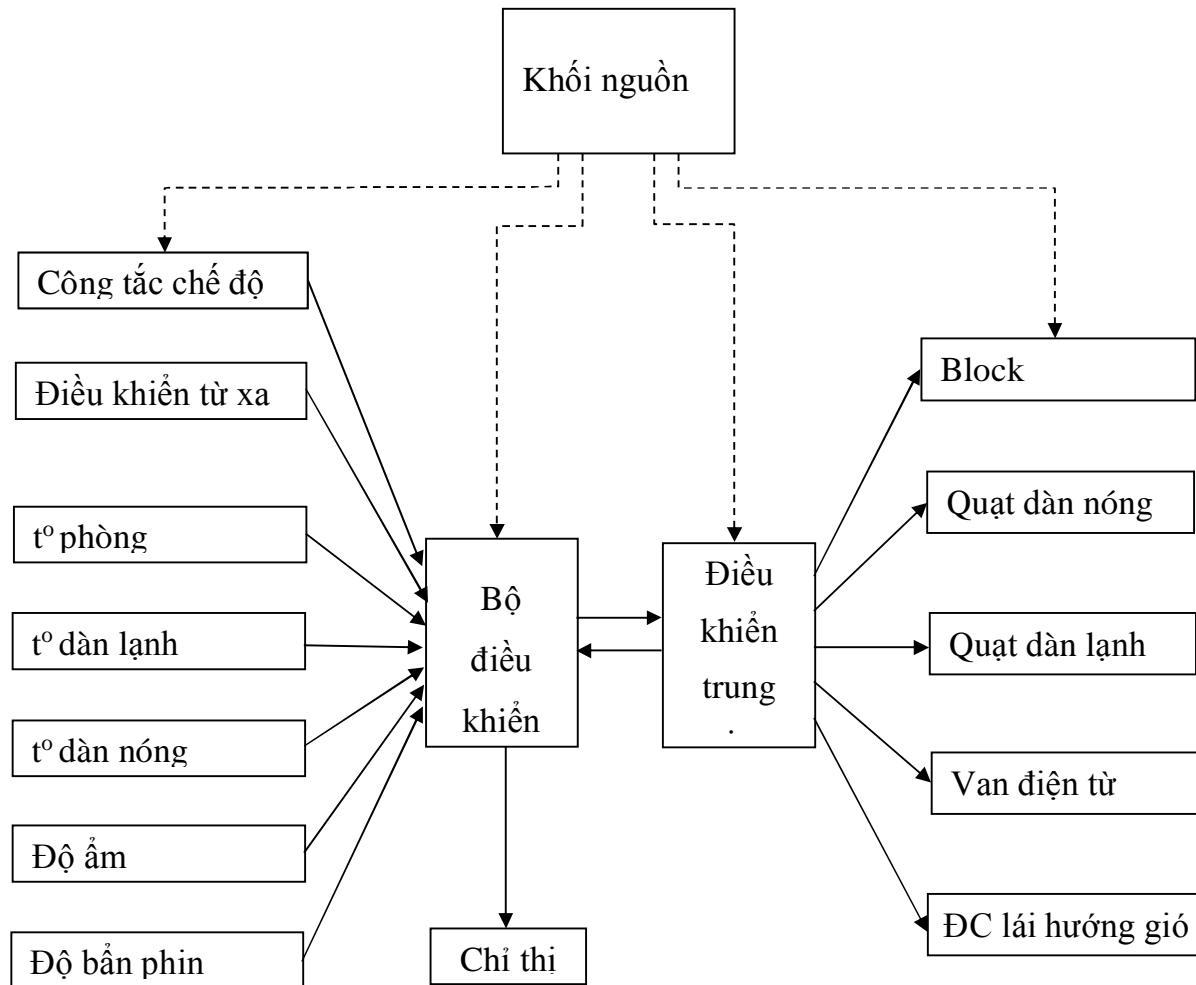 Khối nguồn
Công tắc chế độ
Điều khiển từ xa
tº phòng
tº dàn lạnh
tº dàn nóng
Độ ẩm
Độ bẩn phin
Bộ
điều
khiển
Chỉ thị
Điều
khiển
trung
Block
Quạt dàn nóng
Quạt dàn lạnh
Van điện từ
ĐC lái hướng gió